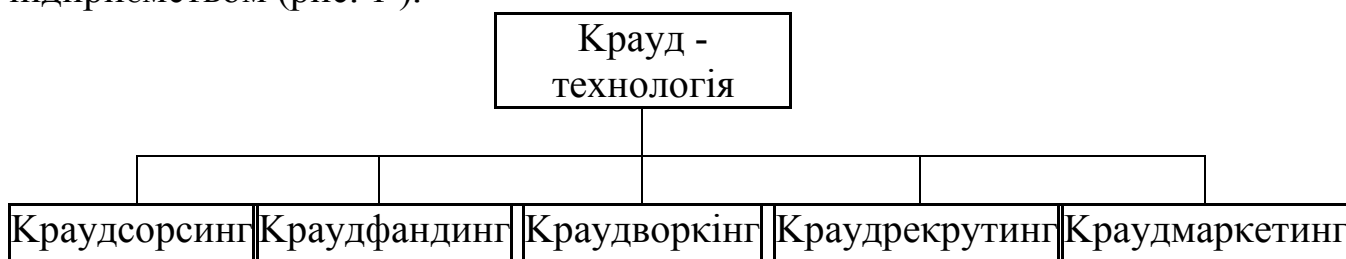 підприємством (рис. 1 ).
Крауд -
технологія
Краудсорсинг Краудфандинг Краудворкінг Краудрекрутинг Краудмаркетинг